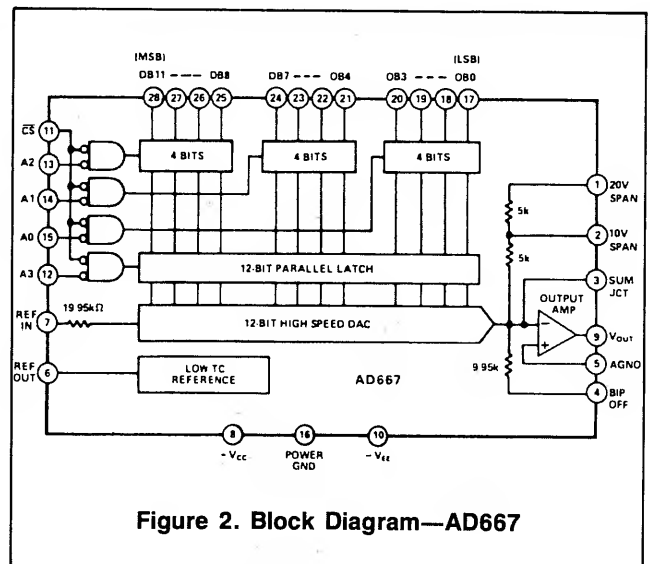 (MSB) (LSB)
DB11 ---- DB8 DB7 --- DB4 OB3 ---- OB0
28 27 26 25 24 23 22 21 20 19 18 17
CS 11
A2 13
A1 14
A0 15
A3 12
REF IN 7
REF OUT 6
4 BITS 4 BITS 4 BITS
12-BIT PARALLEL LATCH
19 95kΩ
12-BIT HIGH SPEED DAC
LOW TC
REFERENCE
AD667
5k
5k
9 95k
OUTPUT
AMP
1 20V
SPAN
2 10V
SPAN
3 SUM
JCT
9 VOUT
5 AGNO
4 BIP
OFF
8 16 10
- VCC POWER - VEE
GND
Figure 2. Block Diagram—AD667